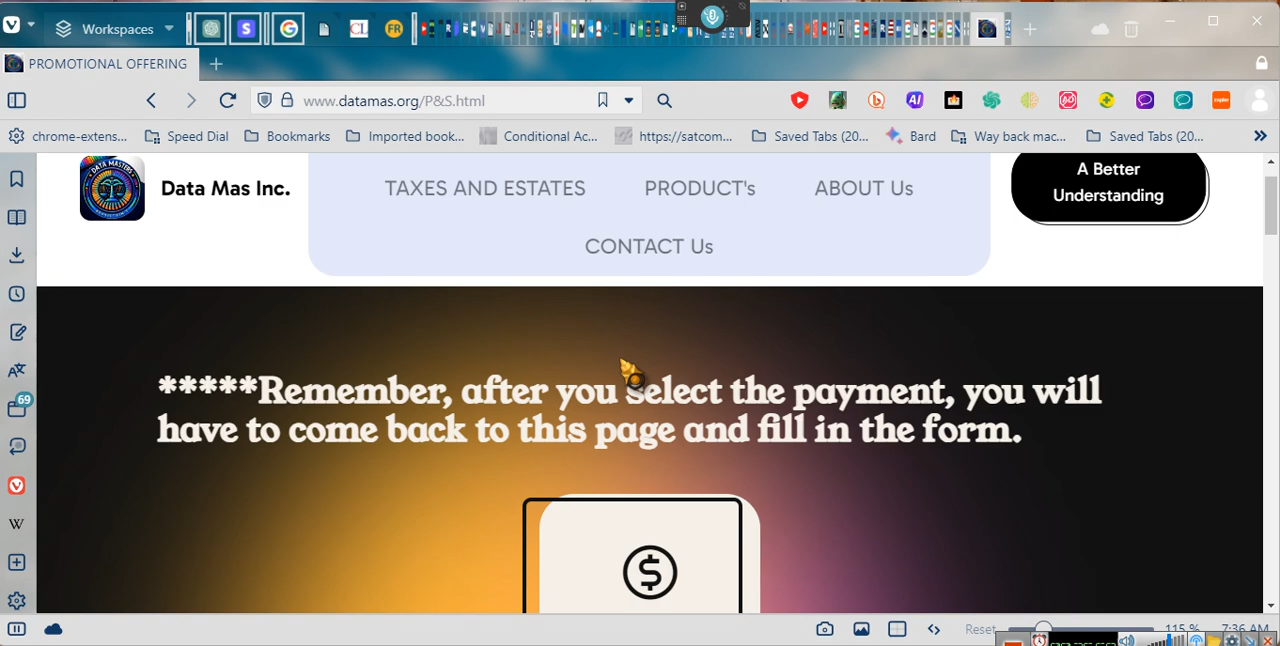 Workspaces
CL
FR
PROMOTIONAL OFFERING
www.datamas.org/P&S.html
AI
chrome-extens...
Speed Dial
Bookmarks
Imported book...
Conditional Ac...
https://satcom...
Saved Tabs (20...
Bard
Way back mac...
Saved Tabs (20...
Data Mas Inc.
TAXES AND ESTATES
PRODUCT's
ABOUT Us
CONTACT Us
A Better
Understanding
*****Remember, after you select the payment, you will
have to come back to this page and fill in the form.
$
69
W
Reset
115 %
7:36 AM